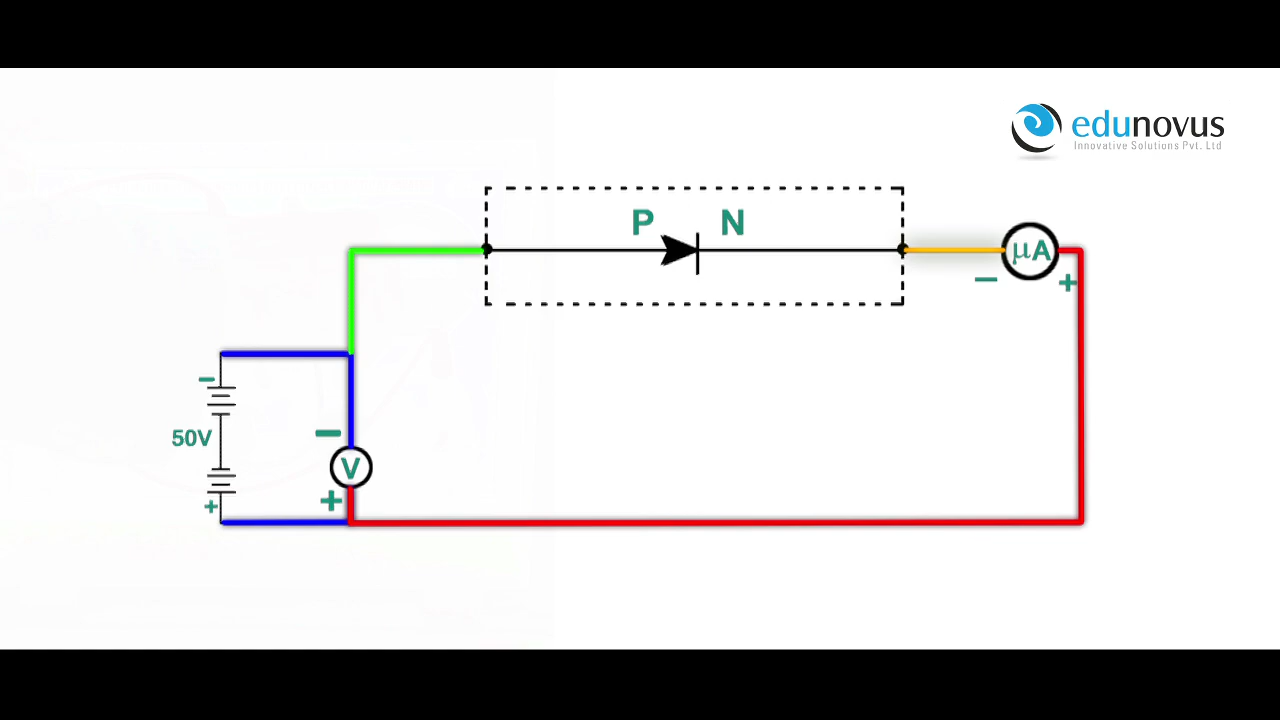 edunovus
Innovative Solutions Pvt. Ltd
P N
μA
− +
−
50V
−
V
+
+